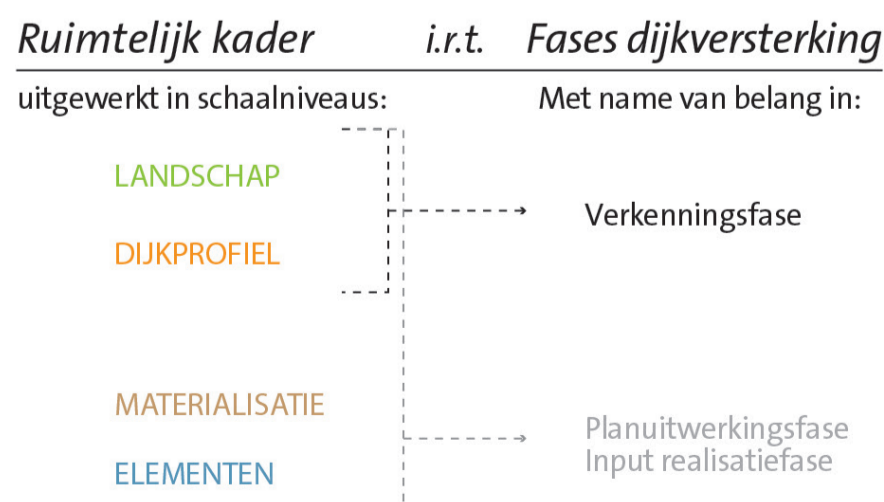 Ruimtelijk kader i.r.t. Fases dijkversterking
uitgewerkt in schaalniveaus: Met name van belang in:
LANDSCHAP
Verkenningsfase
DIJKPROFIEL
MATERIALISATIE
Planuitwerkingsfase
Input realisatiefase
ELEMENTEN